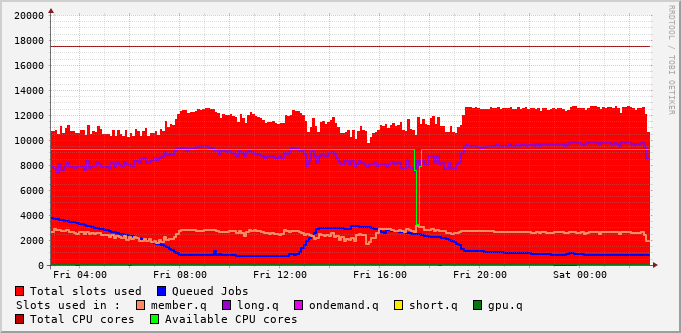 20000
18000
16000
14000
12000
10000
8000
6000
4000
2000
0
Fri 04:00 Fri 08:00 Fri 12:00 Fri 16:00 Fri 20:00 Sat 00:00
RRDTOOL / TOBI OETIKER
Total slots used Queued Jobs
Slots used in : member.q long.q ondemand.q short.q gpu.q
Total CPU cores Available CPU cores